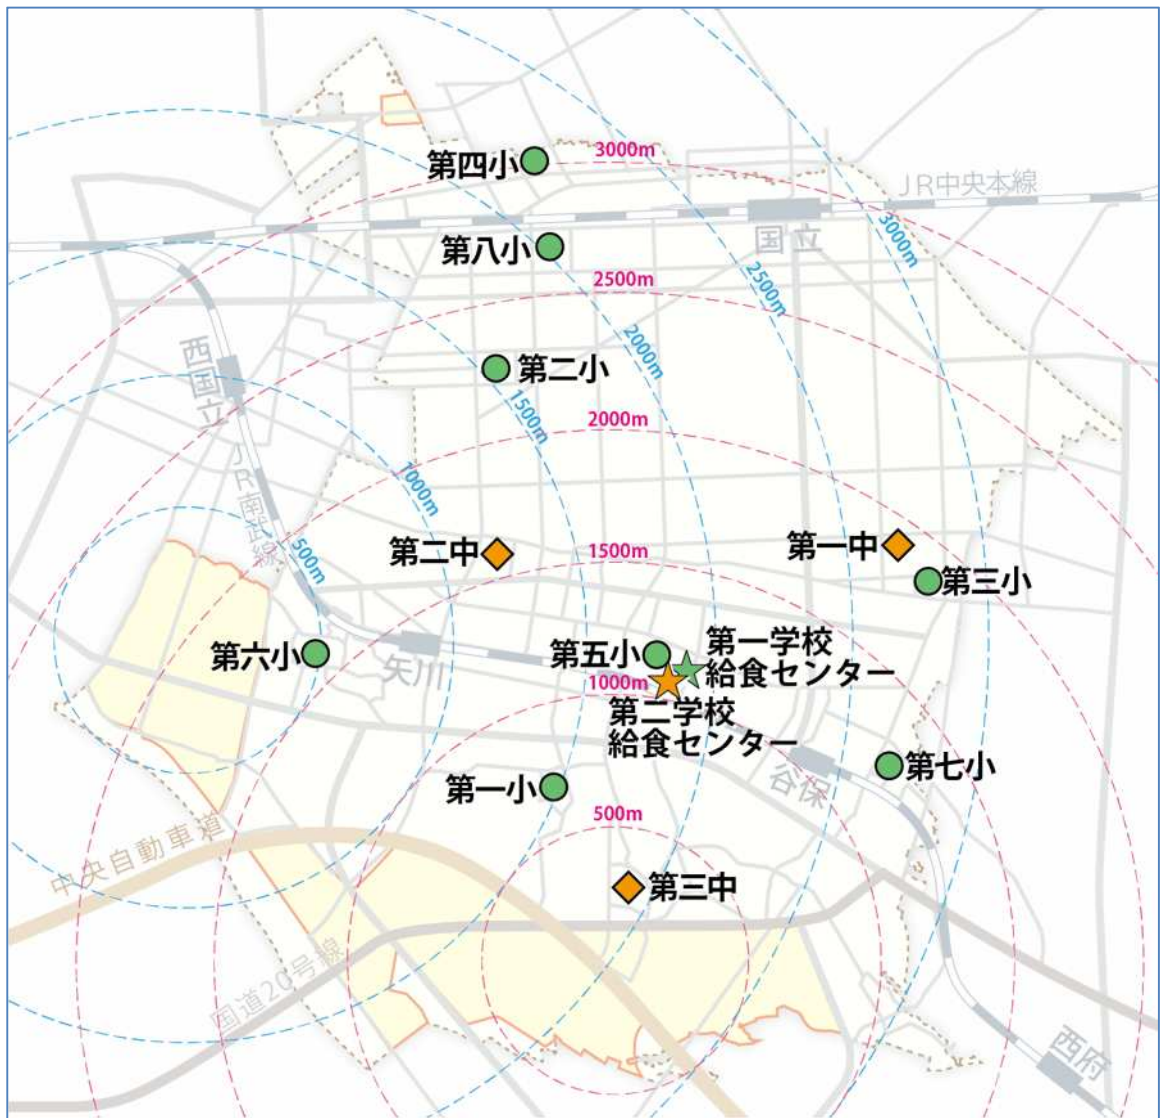 3000m
第四小
JR中央本線
国立
3000m
第八小
2500m
2500m
2000m
西国立
第二小
1500m
2000m
1000m
JR南武線
500m
第二中
1500m
第一中
第三小
第六小
矢川
第五小
第一学校
給食センター
1000m
第二学校
給食センター
谷保
第七小
第一小
500m
中央自動車道
第三中
国道20号線
西府